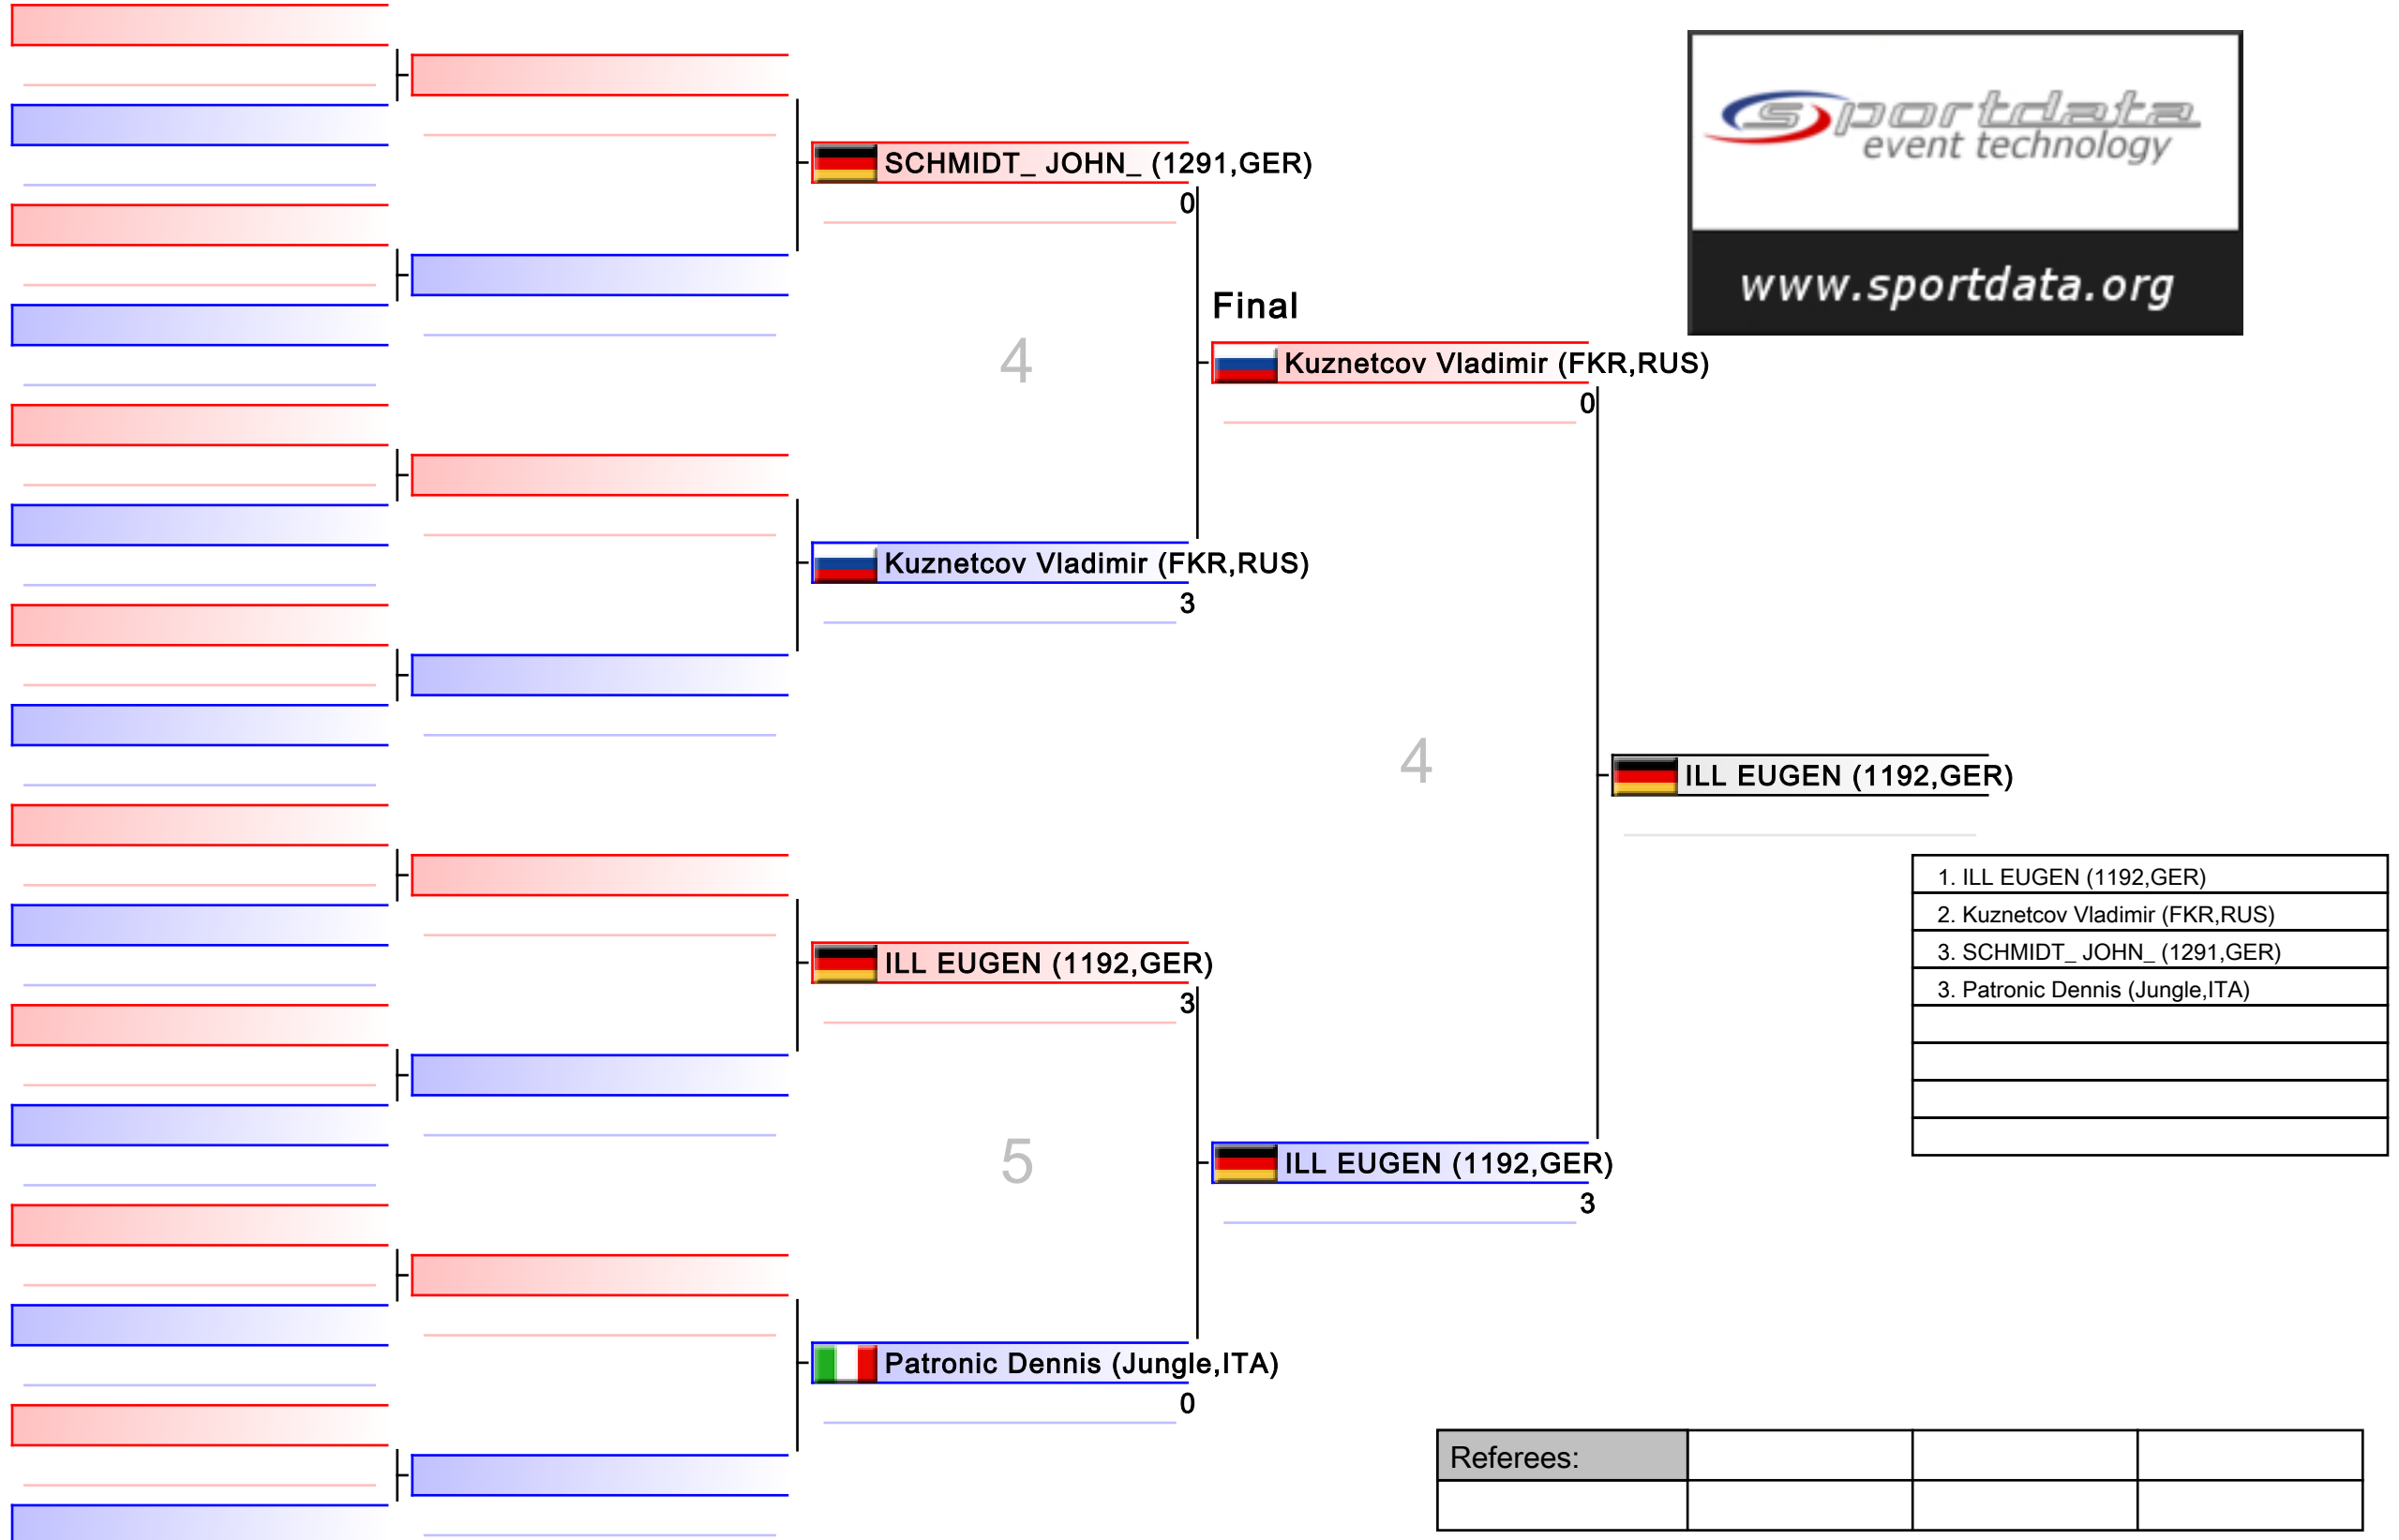 sportdata
event technology
www.sportdata.org
SCHMIDT_ JOHN_ (1291,GER)
0
4
Final
Kuznetcov Vladimir (FKR,RUS)
0
Kuznetcov Vladimir (FKR,RUS)
3
4
ILL EUGEN (1192,GER)
1. ILL EUGEN (1192,GER)
2. Kuznetcov Vladimir (FKR,RUS)
3. SCHMIDT_ JOHN_ (1291,GER)
3. Patronic Dennis (Jungle,ITA)
ILL EUGEN (1192,GER)
3
5
ILL EUGEN (1192,GER)
3
Patronic Dennis (Jungle,ITA)
0
Referees: